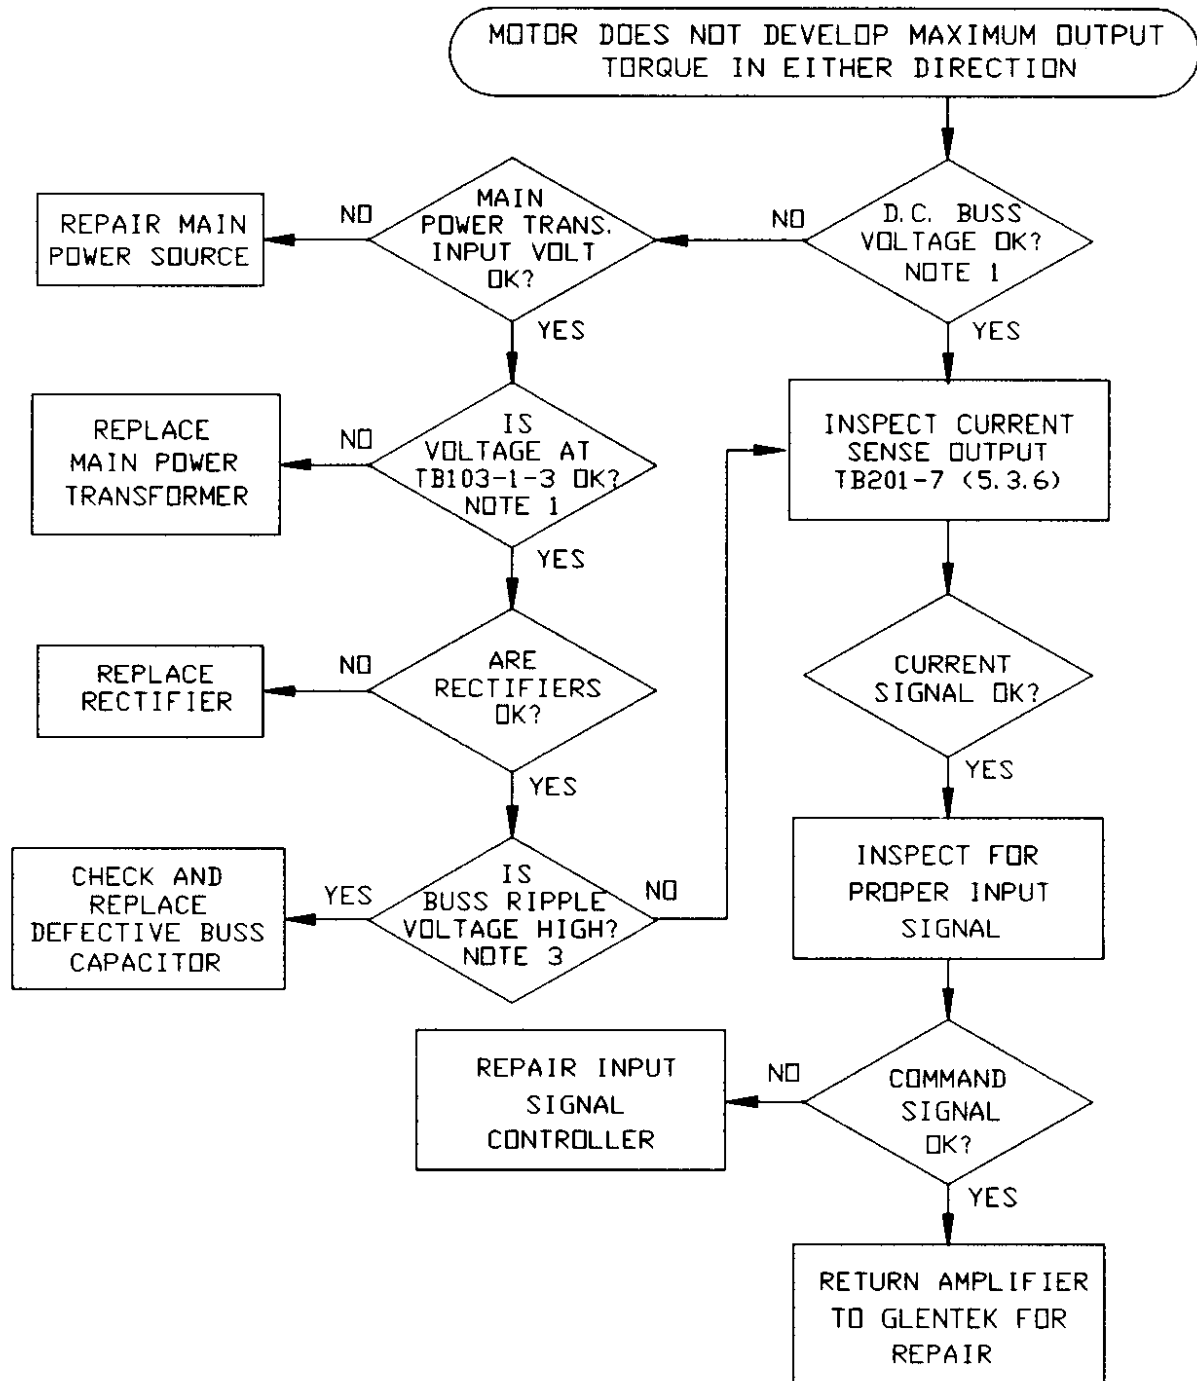 MOTOR DOES NOT DEVELOP MAXIMUM OUTPUT
TORQUE IN EITHER DIRECTION
D.C. BUSS
VOLTAGE OK?
NOTE 1
NO
YES
MAIN
POWER TRANS.
INPUT VOLT
OK?
NO
YES
REPAIR MAIN
POWER SOURCE
IS
VOLTAGE AT
TB103-1-3 OK?
NOTE 1
NO
YES
REPLACE
MAIN POWER
TRANSFORMER
ARE
RECTIFIERS
OK?
NO
YES
REPLACE
RECTIFIER
IS
BUSS RIPPLE
VOLTAGE HIGH?
NOTE 3
YES
NO
CHECK AND
REPLACE
DEFECTIVE BUSS
CAPACITOR
INSPECT CURRENT
SENSE OUTPUT
TB201-7 (5.3.6)
CURRENT
SIGNAL OK?
YES
INSPECT FOR
PROPER INPUT
SIGNAL
COMMAND
SIGNAL
OK?
NO
YES
REPAIR INPUT
SIGNAL
CONTROLLER
RETURN AMPLIFIER
TO GLENTEK FOR
REPAIR